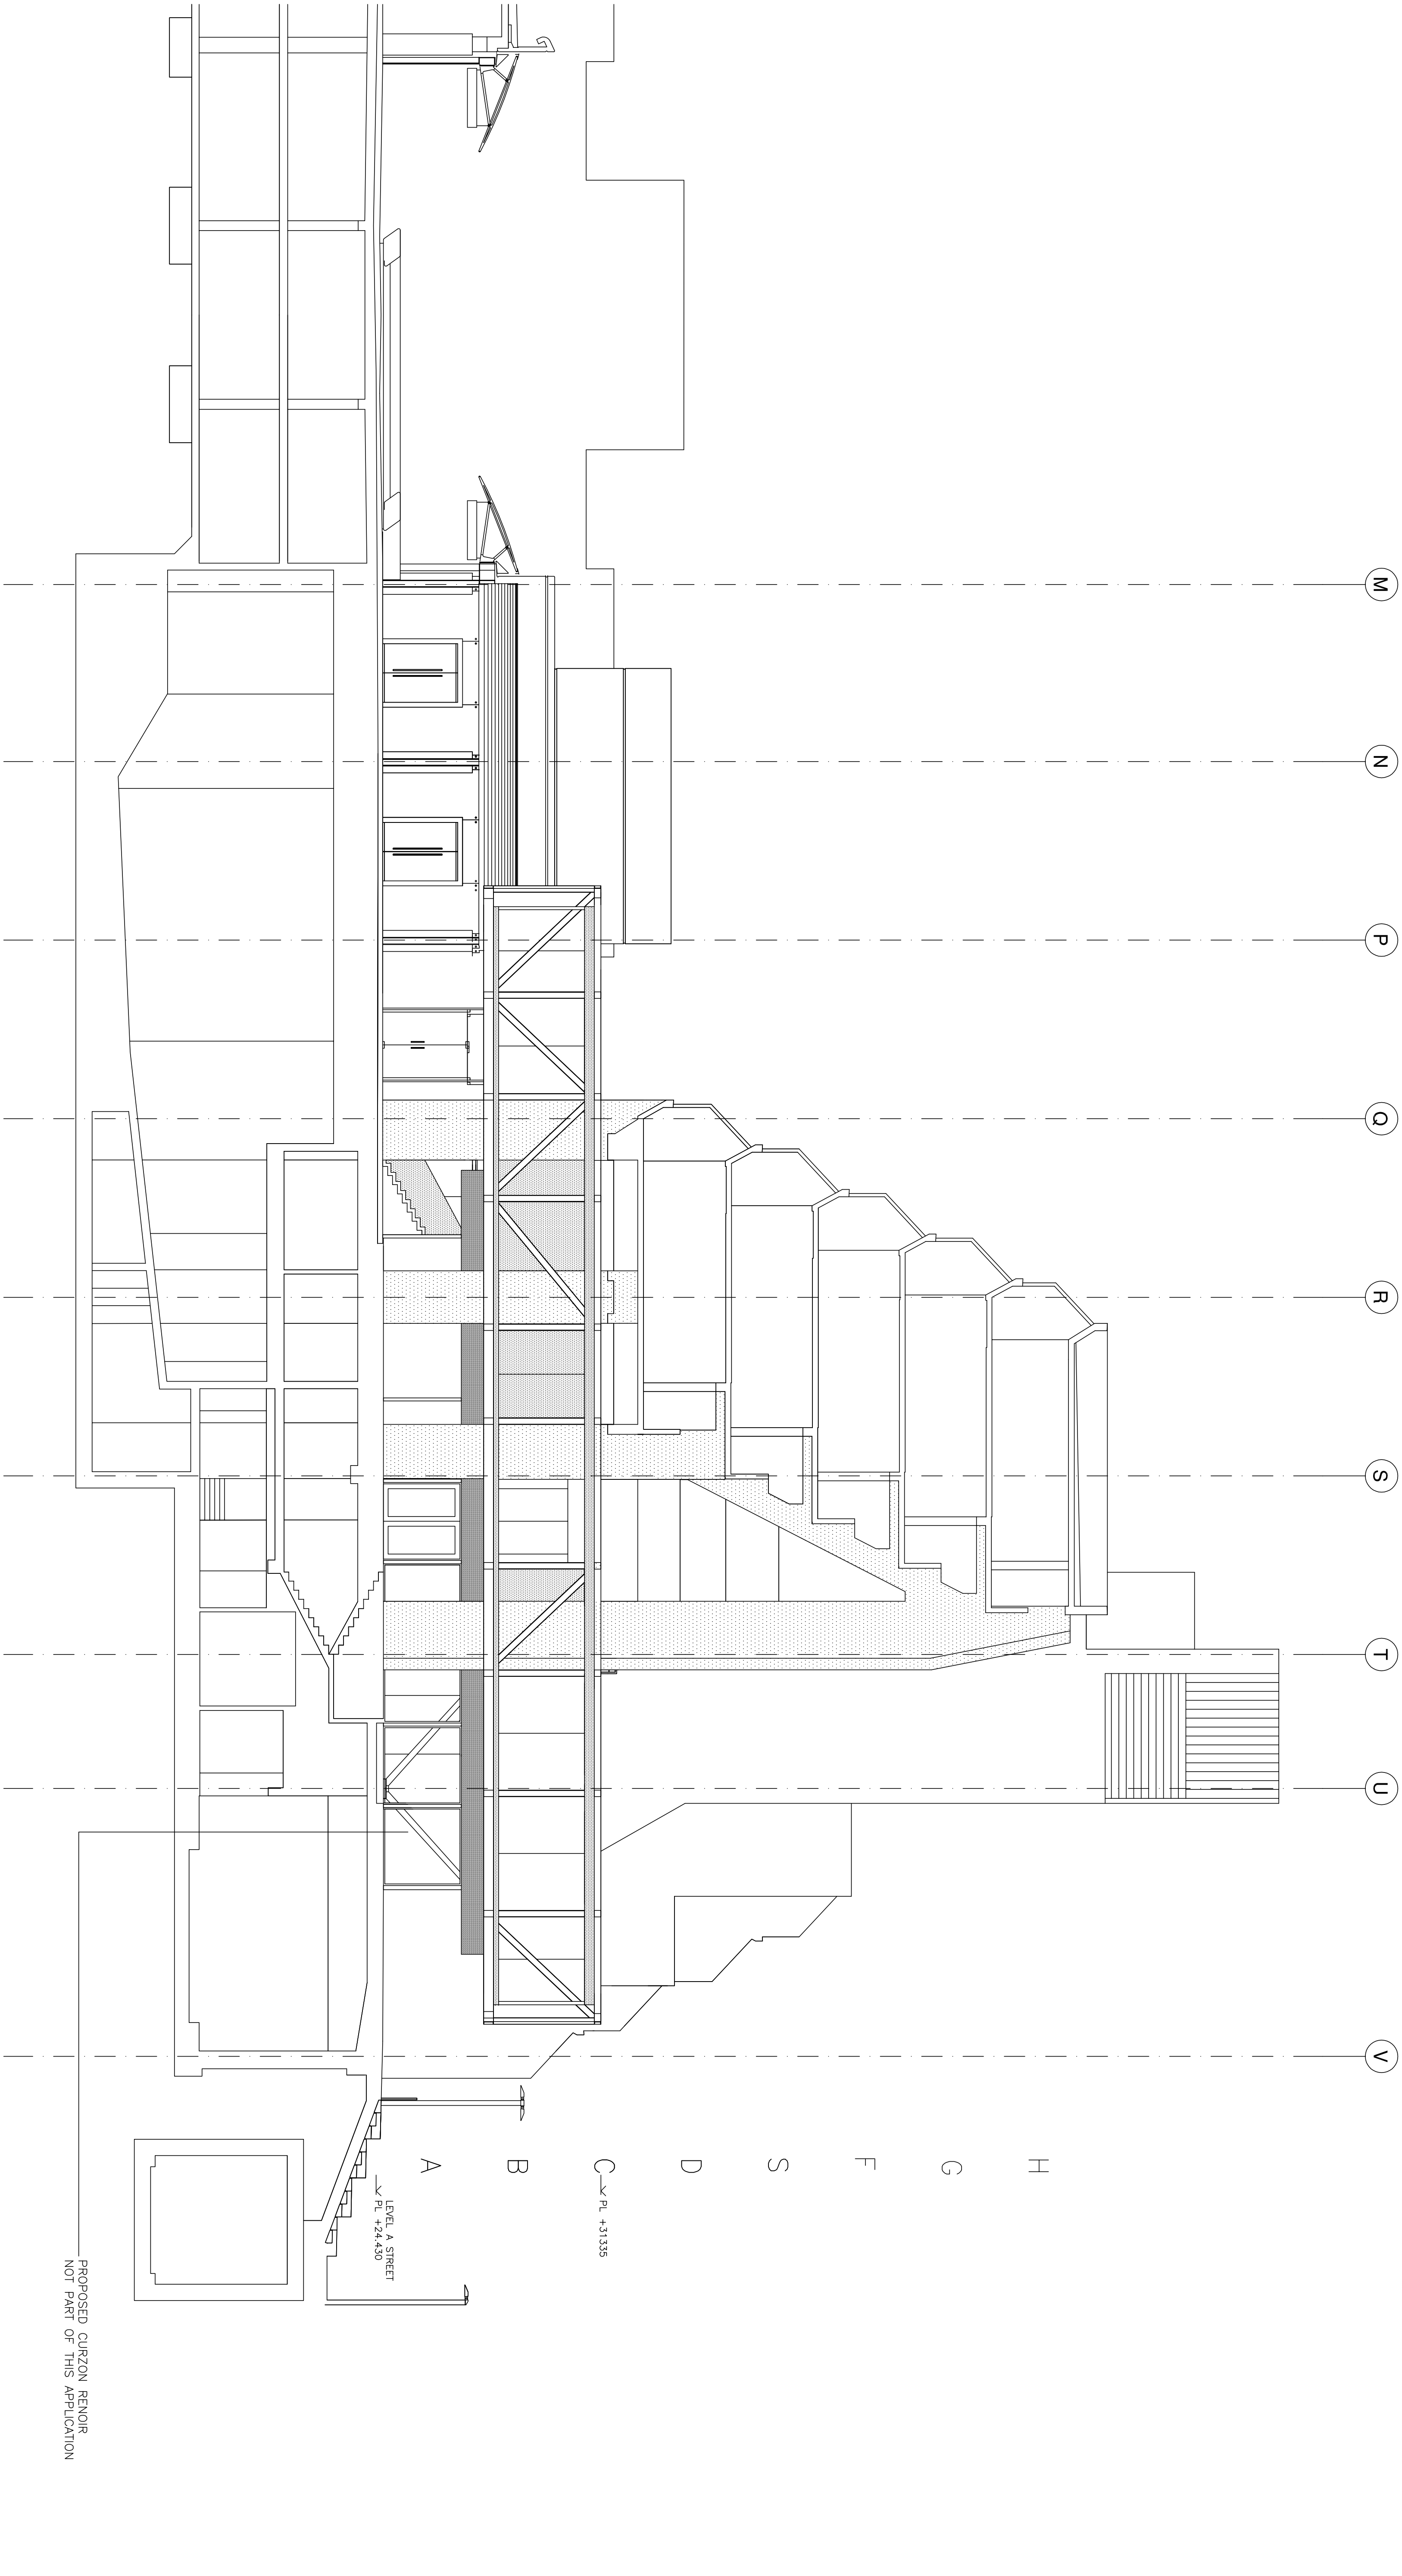 M
N
P
Q
R
S
T
U
V
H
G
F
S
D
C
PL +31335
B
A
LEVEL A STREET
PL +24.430
PROPOSED CURZON RENOIR
NOT PART OF THIS APPLICATION